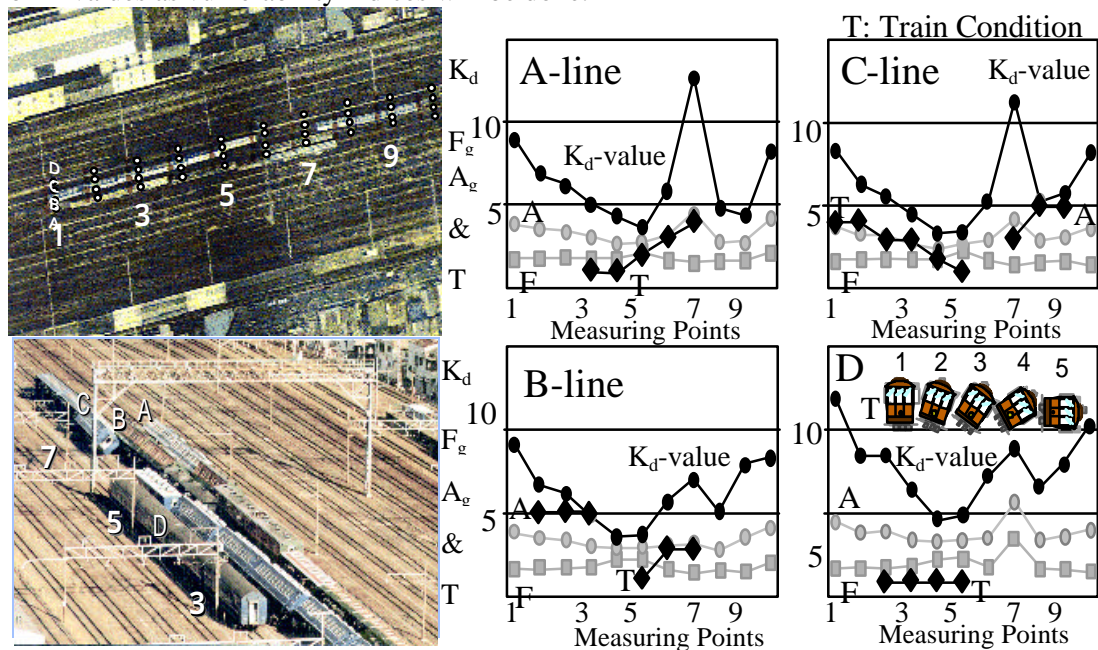 T: Train Condition
D
C
B
A
1
3
5
7
9
K_d
F_g
A_g
&
T
A-line
10
5
K_d-value
A
F
T
1
3
5
7
9
Measuring Points
C-line
10
5
K_d-value
T
A
F
1
3
5
7
9
Measuring Points
C
B
A
7
5
D
3
K_d
F_g
A_g
&
T
B-line
10
5
K_d-value
A
F
T
1
3
5
7
9
Measuring Points
D
1 2 3 4 5
T
10
K_d-value
A
5
F
T
1
3
5
7
9
Measuring Points